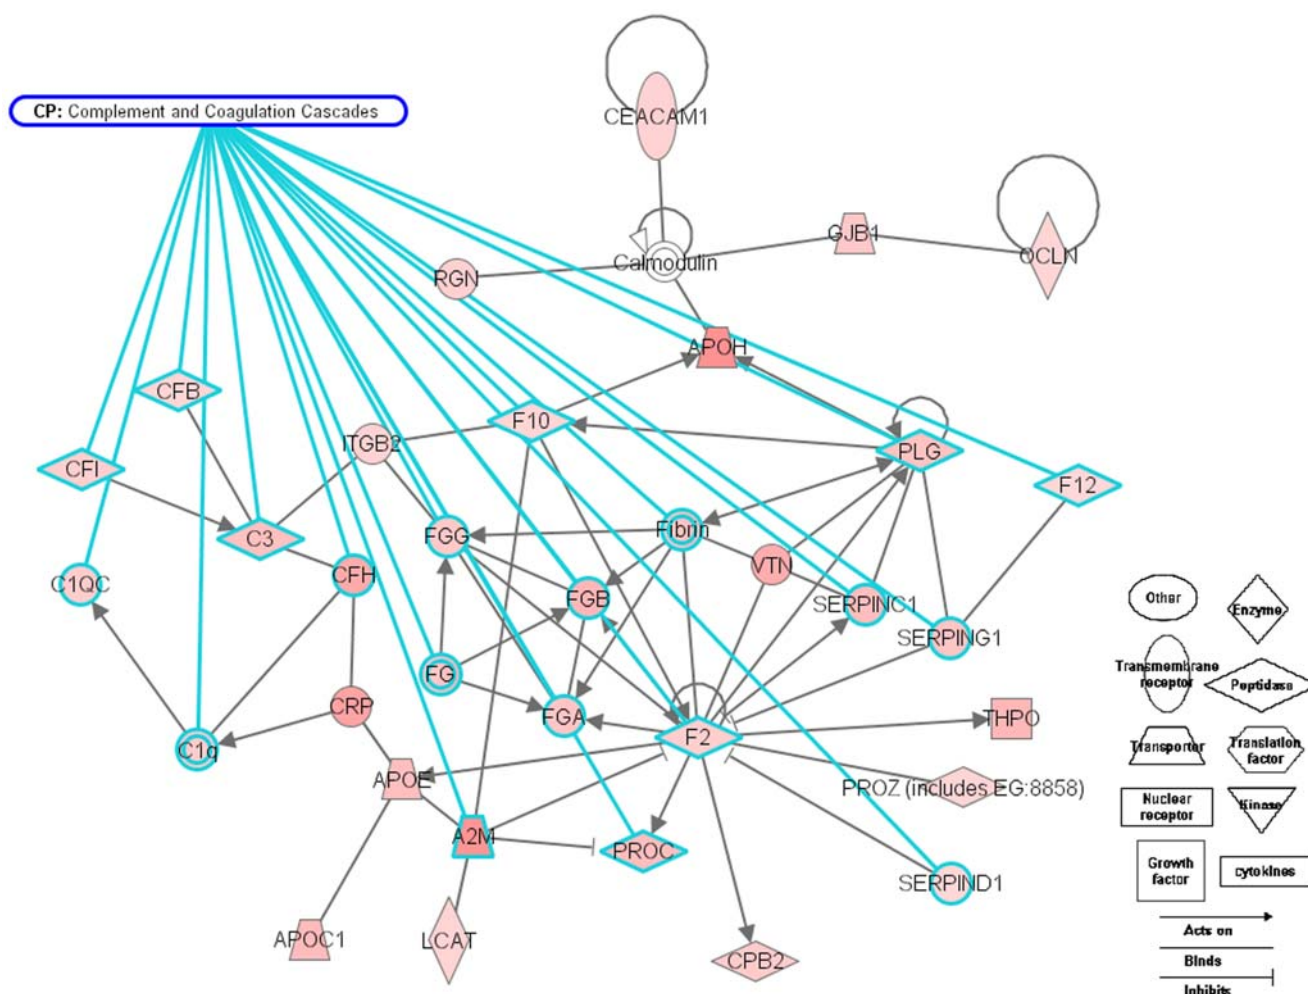 CP: Complement and Coagulation Cascades
CEACAM1
GJB1
Calmodulin
OCLN
RGN
APOH
CFB
F10
ITGB2
PLG
CFI
F12
C3
FGG
Fibrin
VTN
CFH
C1QC
FGB
SERPINC1
SERPING1
FG
CRP
FGA
THPO
F2
C1q
APOE
PROZ (includes EG:8858)
A2M
PROC
SERPIND1
APOC1
LCAT
CPB2
Other
Enzyme
Transmembrane
receptor
Peptidase
Transporter
Translation
factor
Nuclear
receptor
Kinase
Growth
factor
cytokines
Acts on
Binds
Inhibits